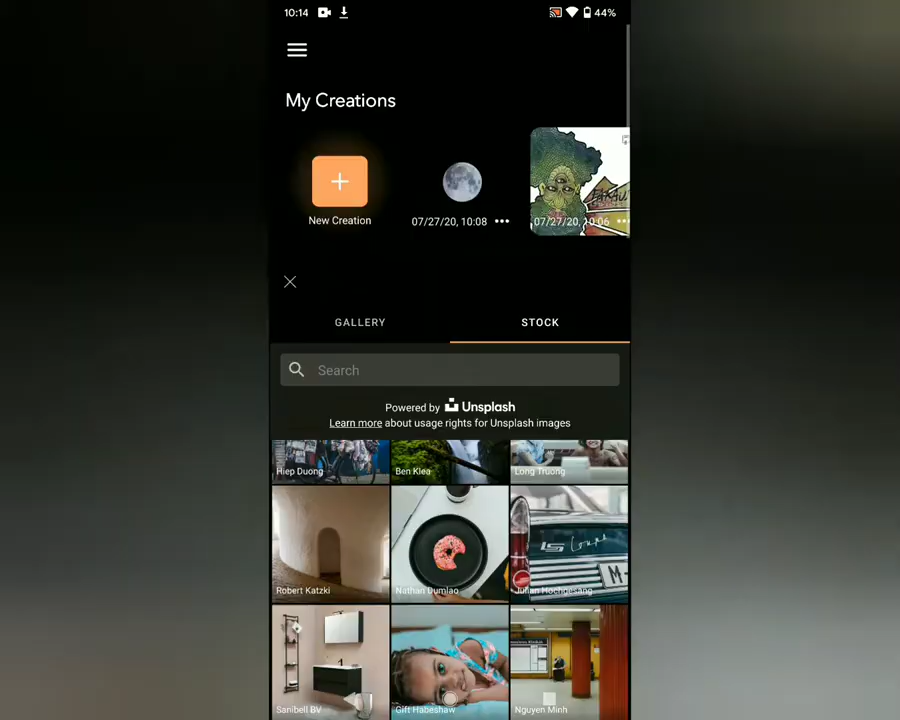 10:14
44%
My Creations
New Creation
07/27/20, 10:08
07/27/20, 10:06
GALLERY
STOCK
Search
Powered by Unsplash
Learn more about usage rights for Unsplash images
Hiep Duong
Ben Klea
Long Truong
Robert Katzki
Nathan Dumlao
Julian Hochgesang
Sanibell BV
Gift Habeshaw
Nguyen Minh